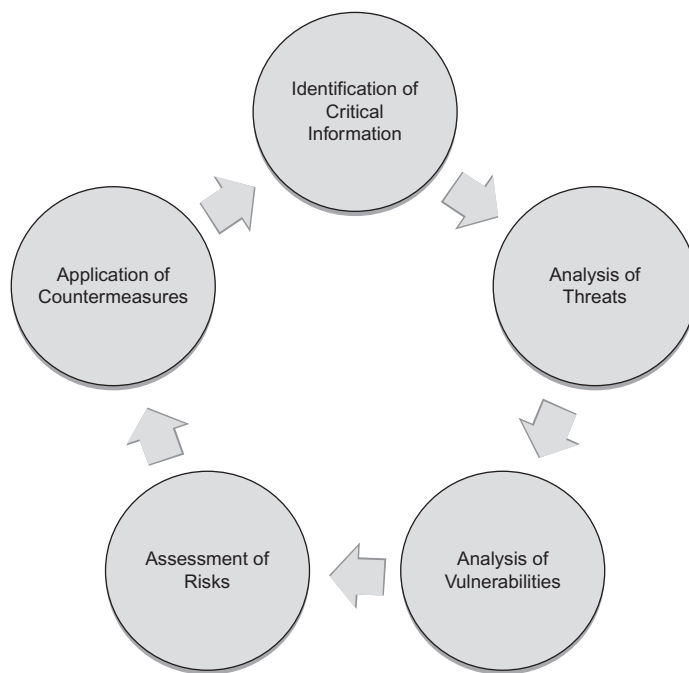 Identification of
Critical
Information
Analysis of
Threats
Analysis of
Vulnerabilities
Assessment of
Risks
Application of
Countermeasures